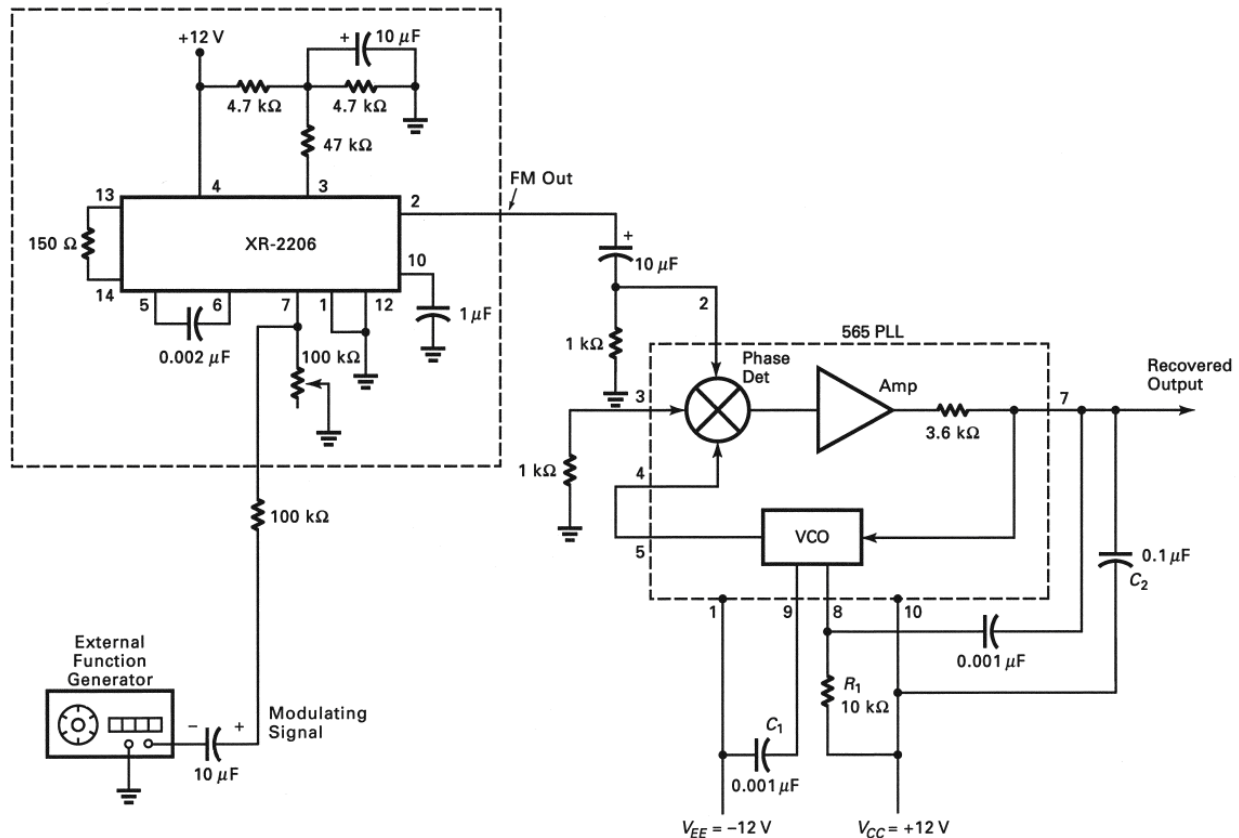 +12 V
+
10 μF
4.7 kΩ
4.7 kΩ
47 kΩ
FM Out
13
4
3
2
150 Ω
XR-2206
+
10 μF
10
14
5
6
7
1
12
1 μF
2
0.002 μF
100 kΩ
1 kΩ
565 PLL
Phase
Det
Amp
Recovered
Output
3
7
3.6 kΩ
1 kΩ
4
100 kΩ
VCO
5
0.1 μF
C2
1
9
8
10
External
Function
Generator
0.001 μF
R1
10 kΩ
Modulating
Signal
–
+
C1
10 μF
0.001 μF
VEE = –12 V
VCC = +12 V